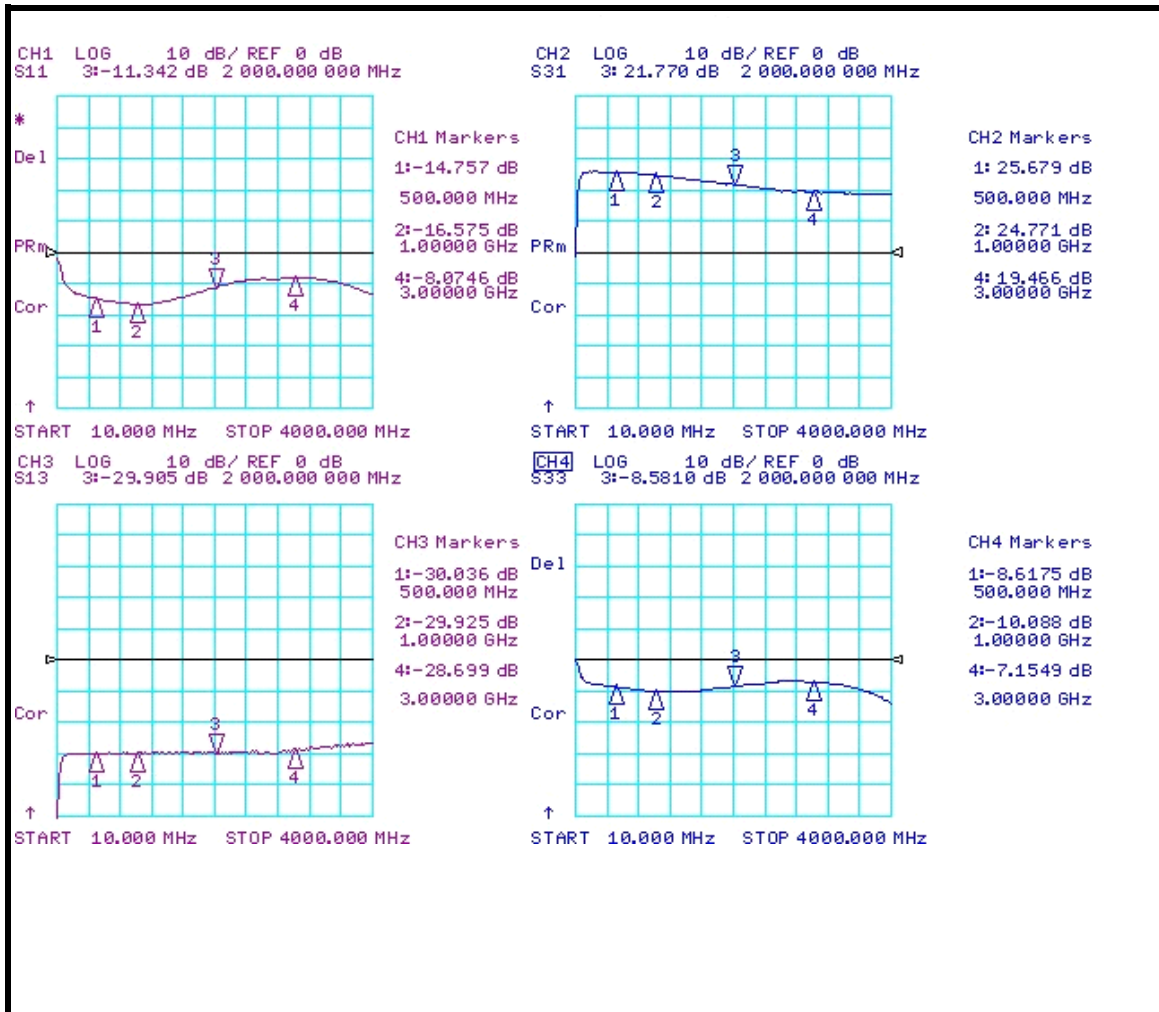 CH1 LOG 10 dB/ REF 0 dB
S11 3:-11.342 dB 2 000.000 000 MHz
*
Del
PRm
Cor
↑
3
1
2
4
CH1 Markers
1:-14.757 dB
500.000 MHz
2:-16.575 dB
1.00000 GHz
4:-8.0746 dB
3.00000 GHz
START 10.000 MHz STOP 4000.000 MHz
CH2 LOG 10 dB/ REF 0 dB
S31 3: 21.770 dB 2 000.000 000 MHz
PRm
Cor
↑
3
1
2
4
CH2 Markers
1: 25.679 dB
500.000 MHz
2: 24.771 dB
1.00000 GHz
4: 19.466 dB
3.00000 GHz
START 10.000 MHz STOP 4000.000 MHz
CH3 LOG 10 dB/ REF 0 dB
S13 3:-29.905 dB 2 000.000 000 MHz
Cor
↑
3
1
2
4
CH3 Markers
1:-30.036 dB
500.000 MHz
2:-29.925 dB
1.00000 GHz
4:-28.699 dB
3.00000 GHz
START 10.000 MHz STOP 4000.000 MHz
CH4 LOG 10 dB/ REF 0 dB
S33 3:-8.5810 dB 2 000.000 000 MHz
Del
Cor
↑
3
1
2
4
CH4 Markers
1:-8.6175 dB
500.000 MHz
2:-10.088 dB
1.00000 GHz
4:-7.1549 dB
3.00000 GHz
START 10.000 MHz STOP 4000.000 MHz